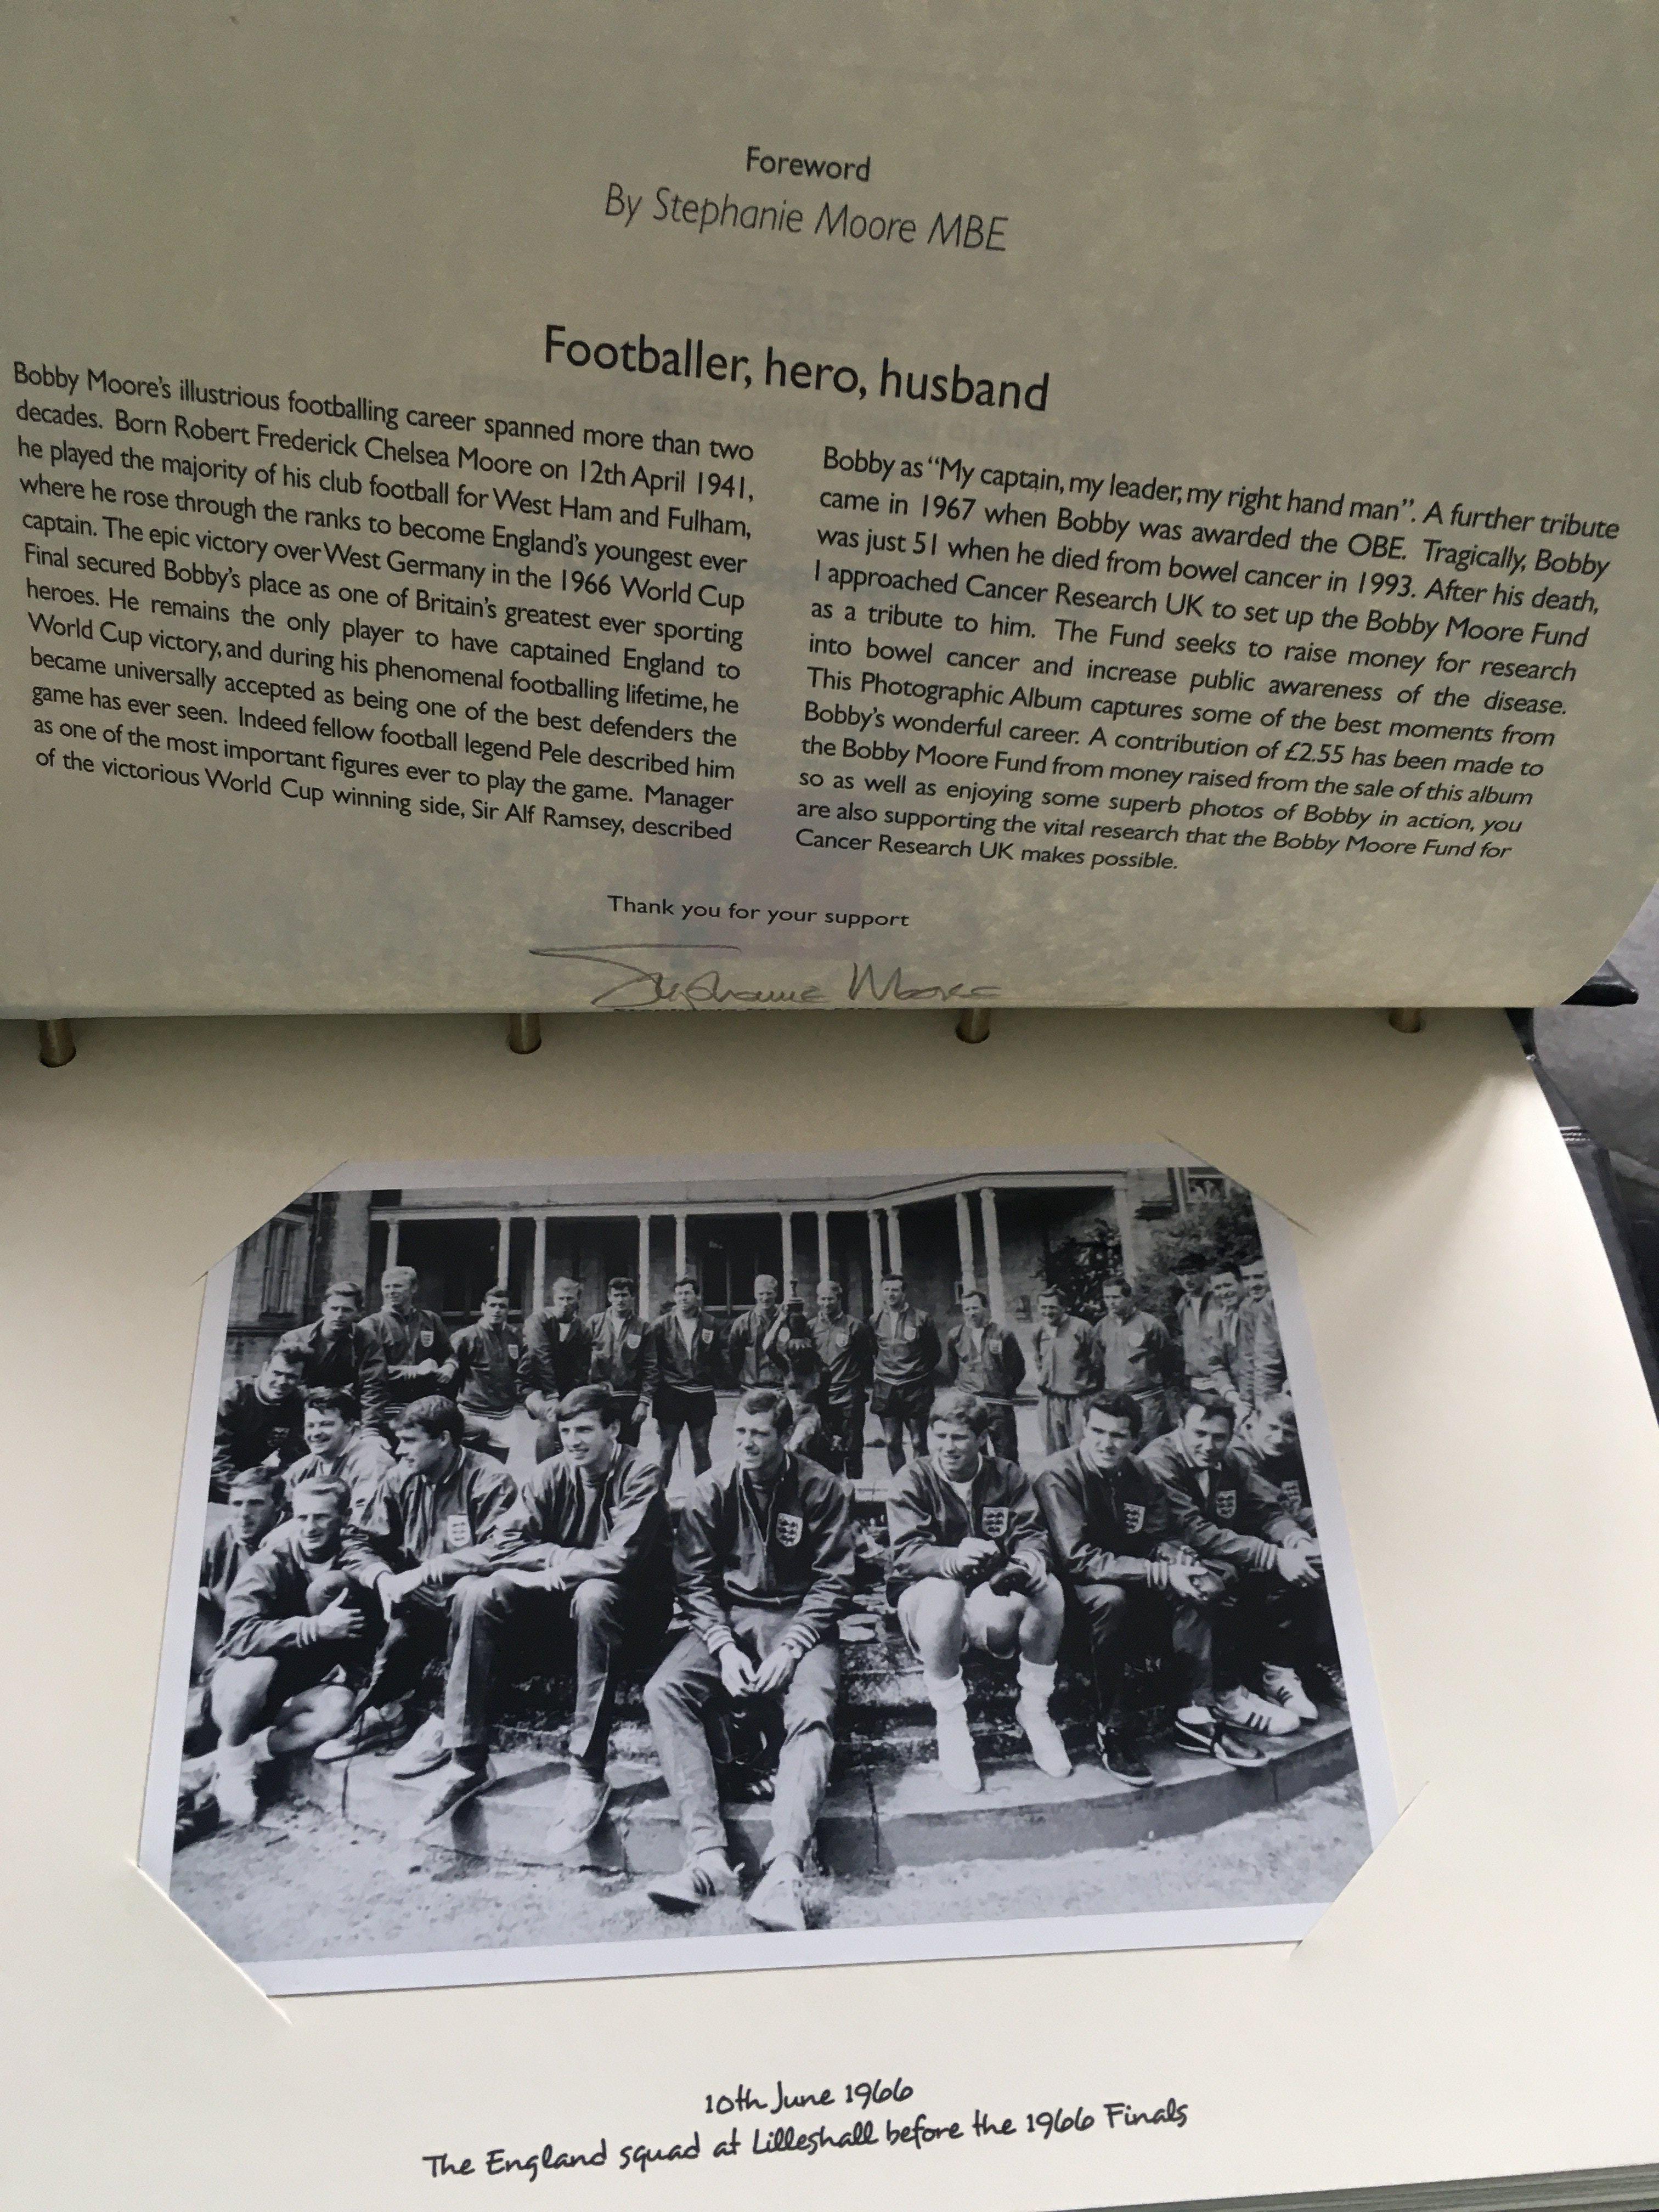 Foreword
By Stephanie Moore MBE
Footballer, hero, husband
Bobby Moore's illustrious footballing career spanned more than two
decades. Born Robert Frederick Chelsea Moore on 12th April 1941,
he played the majority of his club football for West Ham and Fulham,
where he rose through the ranks to become England's youngest ever
captain. The epic victory over West Germany in the 1966 World Cup
Final secured Bobby's place as one of Britain's greatest ever sporting
heroes. He remains the only player to have captained England to
World Cup victory, and during his phenomenal footballing lifetime, he
became universally accepted as being one of the best defenders the
game has ever seen. Indeed fellow football legend Pele described him
as one of the most important figures ever to play the game. Manager
of the victorious World Cup winning side, Sir Alf Ramsey, described
Bobby as "My captain, my leader, my right hand man". A further tribute
came in 1967 when Bobby was awarded the OBE. Tragically, Bobby
was just 51 when he died from bowel cancer in 1993. After his death,
I approached Cancer Research UK to set up the Bobby Moore Fund
as a tribute to him. The Fund seeks to raise money for research
into bowel cancer and increase public awareness of the disease.
This Photographic Album captures some of the best moments from
Bobby's wonderful career. A contribution of £2.55 has been made to
the Bobby Moore Fund from money raised from the sale of this album
so as well as enjoying some superb photos of Bobby in action, you
are also supporting the vital research that the Bobby Moore Fund for
Cancer Research UK makes possible.
Thank you for your support
Stephanie Moore
10th June 1966
The England squad at Lilleshall before the 1966 Finals